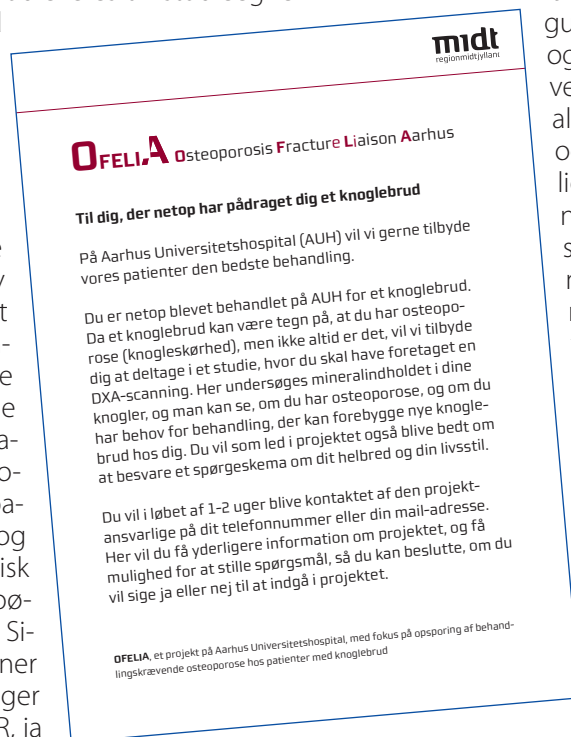 midt
regionmidtjylland
OFELIA Osteoporosis Fracture Liaison Aarhus
Til dig, der netop har pådraget dig et knoglebrud
På Aarhus Universitetshospital (AUH) vil vi gerne tilbyde
vores patienter den bedste behandling.
Du er netop blevet behandlet på AUH for et knoglebrud.
Da et knoglebrud kan være tegn på, at du har osteopo-
rose (knogleskørhed), men ikke altid er det, vil vi tilbyde
dig at deltage i et studie, hvor du skal have foretaget en
DXA-scanning. Her undersøges mineralindholdet i dine
knogler, og man kan se, om du har osteoporose, og om du
har behov for behandling, der kan forebygge nye knogle-
brud hos dig. Du vil som led i projektet også blive bedt om
at besvare et spørgeskema om dit helbred og din livsstil.
Du vil i løbet af 1-2 uger blive kontaktet af den projekt-
ansvarlige på dit telefonnummer eller din mail-adresse.
Her vil du få yderligere information om projektet, og få
mulighed for at stille spørgsmål, så du kan beslutte, om du
vil sige ja eller nej til at indgå i projektet.
OFELIA, et projekt på Aarhus Universitetshospital, med fokus på opsporing af behand-
lingskrævende osteoporose hos patienter med knoglebrud